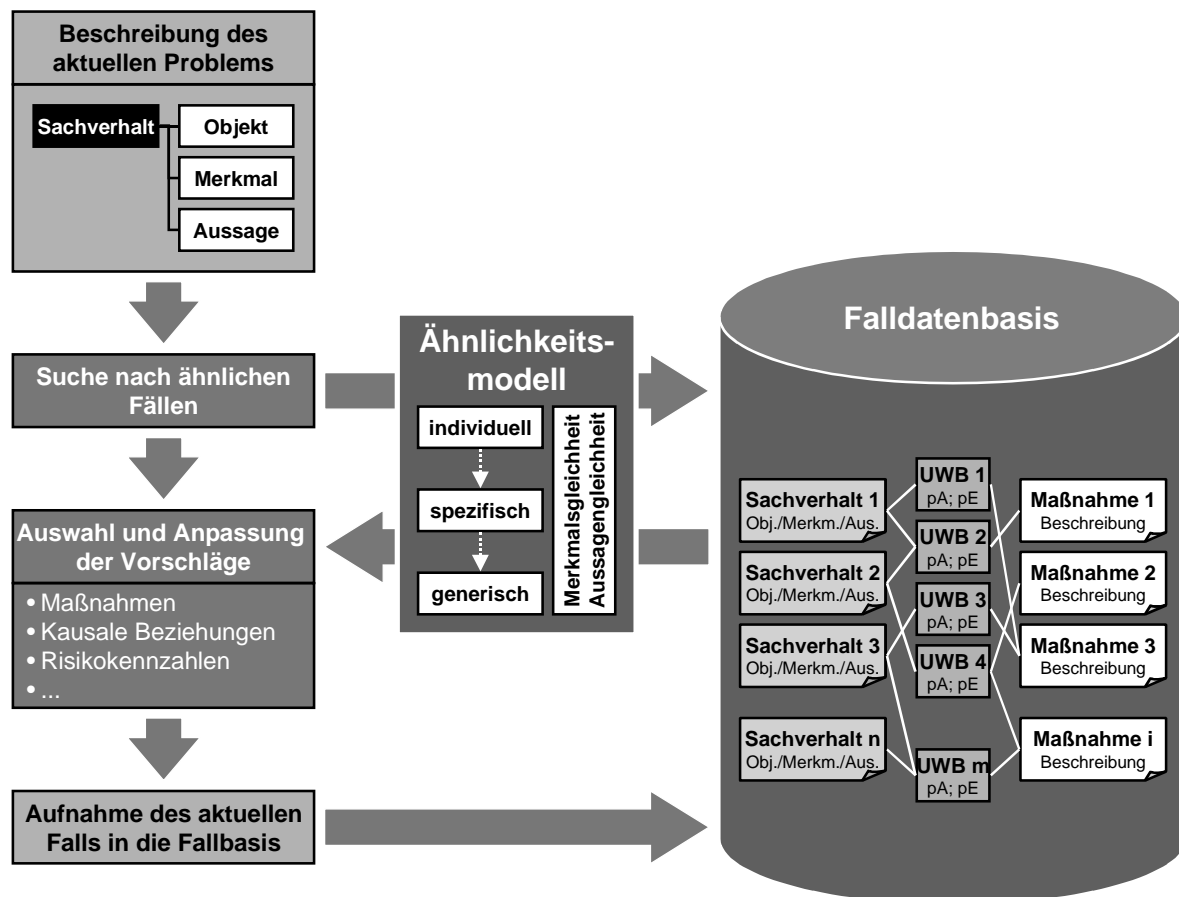 Beschreibung des
aktuellen Problems
Sachverhalt
Objekt
Merkmal
Aussage
Suche nach ähnlichen
Fällen
Auswahl und Anpassung
der Vorschläge
• Maßnahmen
• Kausale Beziehungen
• Risikokennzahlen
• ...
Aufnahme des aktuellen
Falls in die Fallbasis
Ähnlichkeits-
modell
individuell
spezifisch
generisch
Merkmalsgleichheit
Aussagengleichheit
Falldatenbasis
Sachverhalt 1
Obj./Merkm./Aus.
Sachverhalt 2
Obj./Merkm./Aus.
Sachverhalt 3
Obj./Merkm./Aus.
Sachverhalt n
Obj./Merkm./Aus.
UWB 1
pA; pE
UWB 2
pA; pE
UWB 3
pA; pE
UWB 4
pA; pE
UWB m
pA; pE
Maßnahme 1
Beschreibung
Maßnahme 2
Beschreibung
Maßnahme 3
Beschreibung
Maßnahme i
Beschreibung